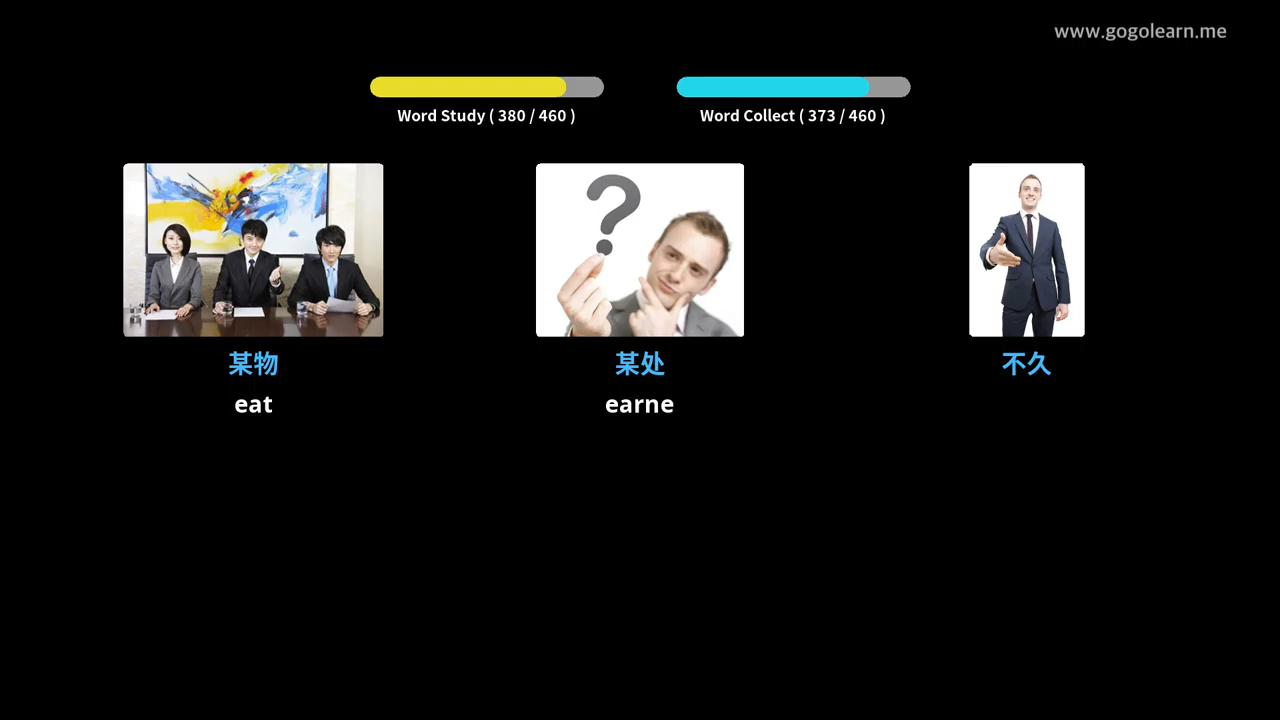 www.gogolearn.me
Word Study ( 380 / 460 )
Word Collect ( 373 / 460 )
某物
某处
不久
eat
earne